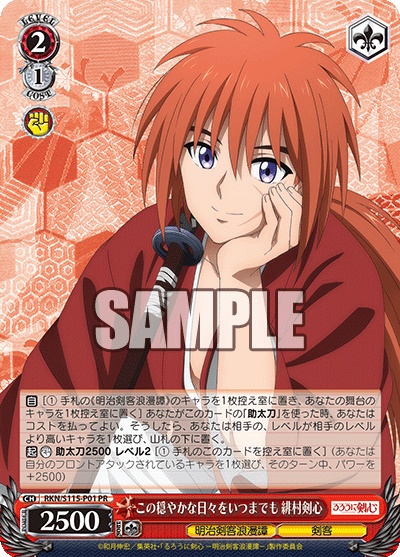 LEVEL
2
1
COST
SAMPLE
自 [① 手札の《明治剣客浪漫譚》のキャラを1枚控え室に置き、あなたの舞台の
キャラを1枚控え室に置く] あなたがこのカードの「助太刀」を使った時、あなたは
コストを払ってよい。そうしたら、あなたは相手の、レベルが相手のレベル
より高いキャラを1枚選び、山札の下に置く。
起 助太刀2500 レベル2 [① 手札のこのカードを控え室に置く] (あなたは
自分のフロントアタックされているキャラを1枚選び、そのターン中、パワーを
+2500)
CH RKN/S115-P01 PR
この穏やかな日々をいつまでも 緋村剣心
るろうに剣心
POWER
2500
明治剣客浪漫譚
剣客
©和月伸宏/集英社・「るろうに剣心 −明治剣客浪漫譚−」製作委員会